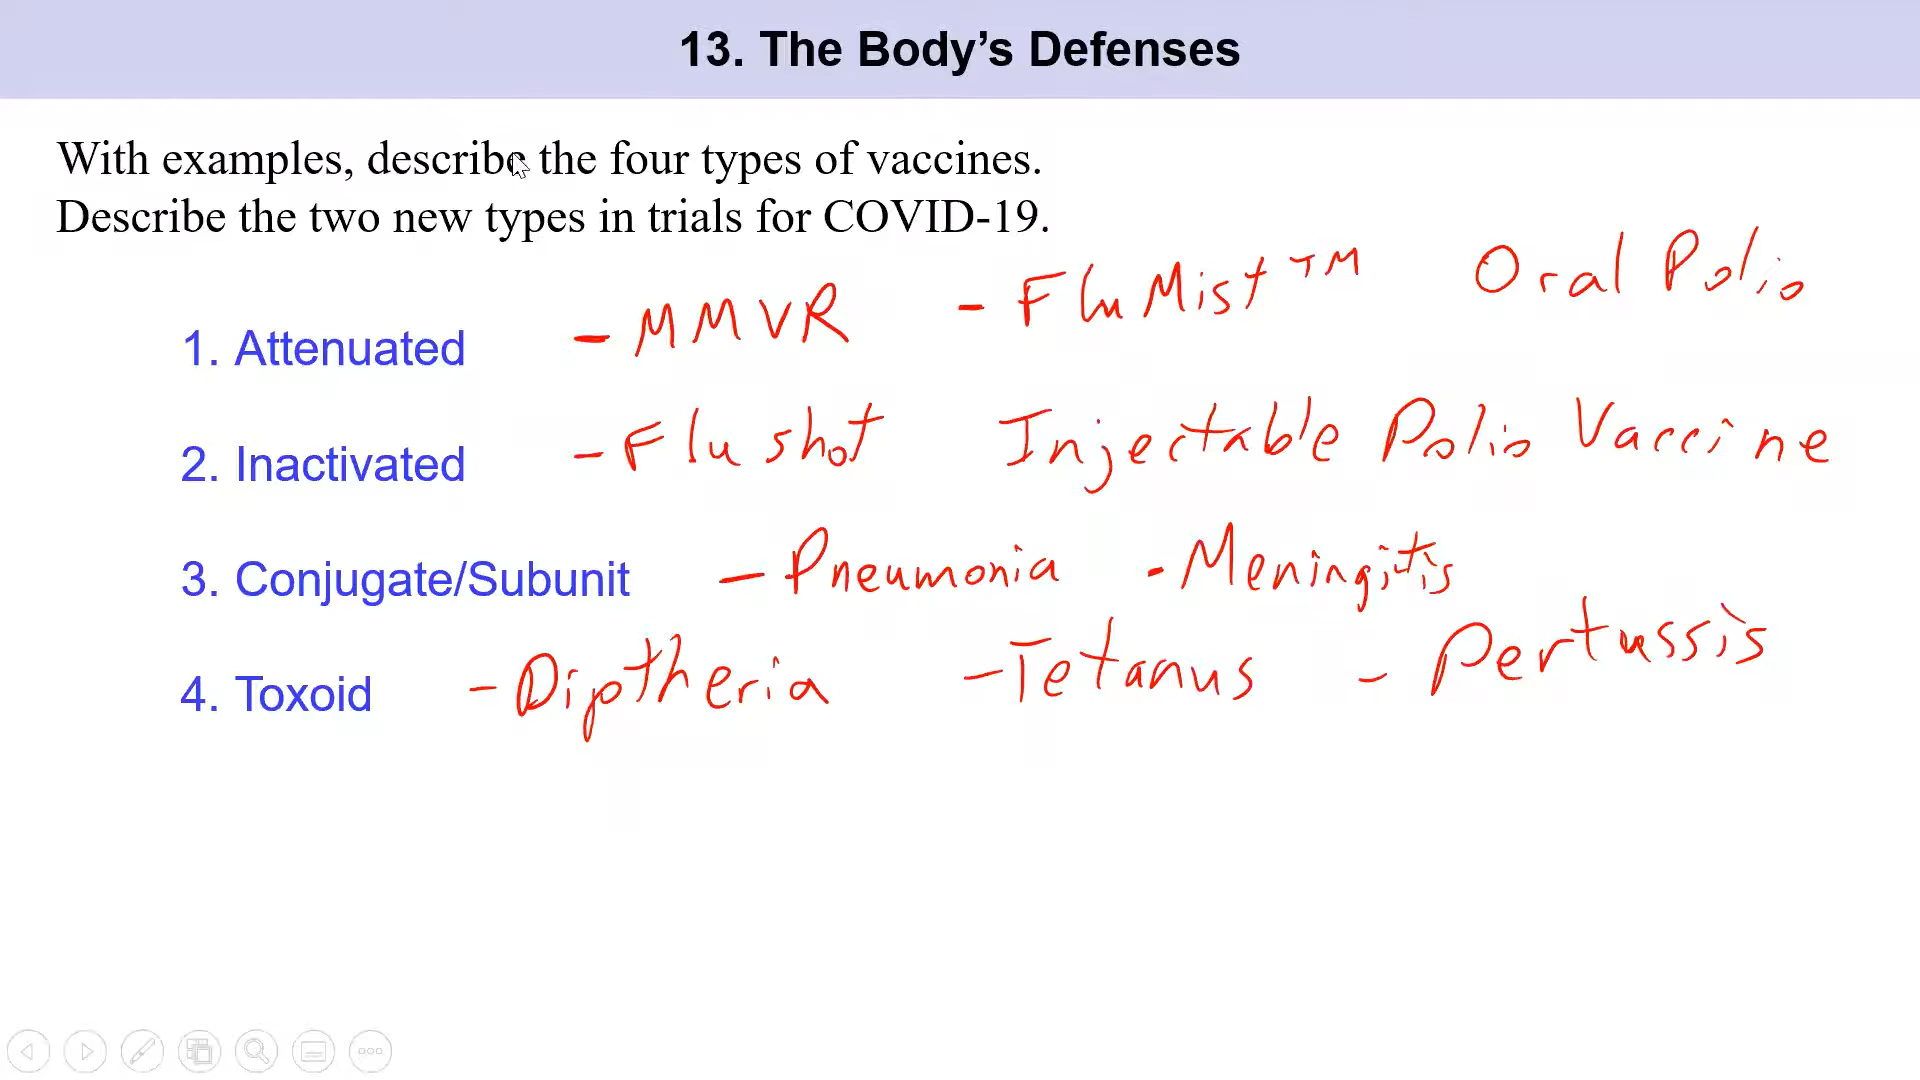 13. The Body’s Defenses
With examples, describe the four types of vaccines.
Describe the two new types in trials for COVID-19.
1. Attenuated - MMVR - FluMist™ Oral Polio
2. Inactivated - Flu shot Injectable Polio Vaccine
3. Conjugate/Subunit - Pneumonia - Meningitis
4. Toxoid - Diptheria - Tetanus - Pertussis